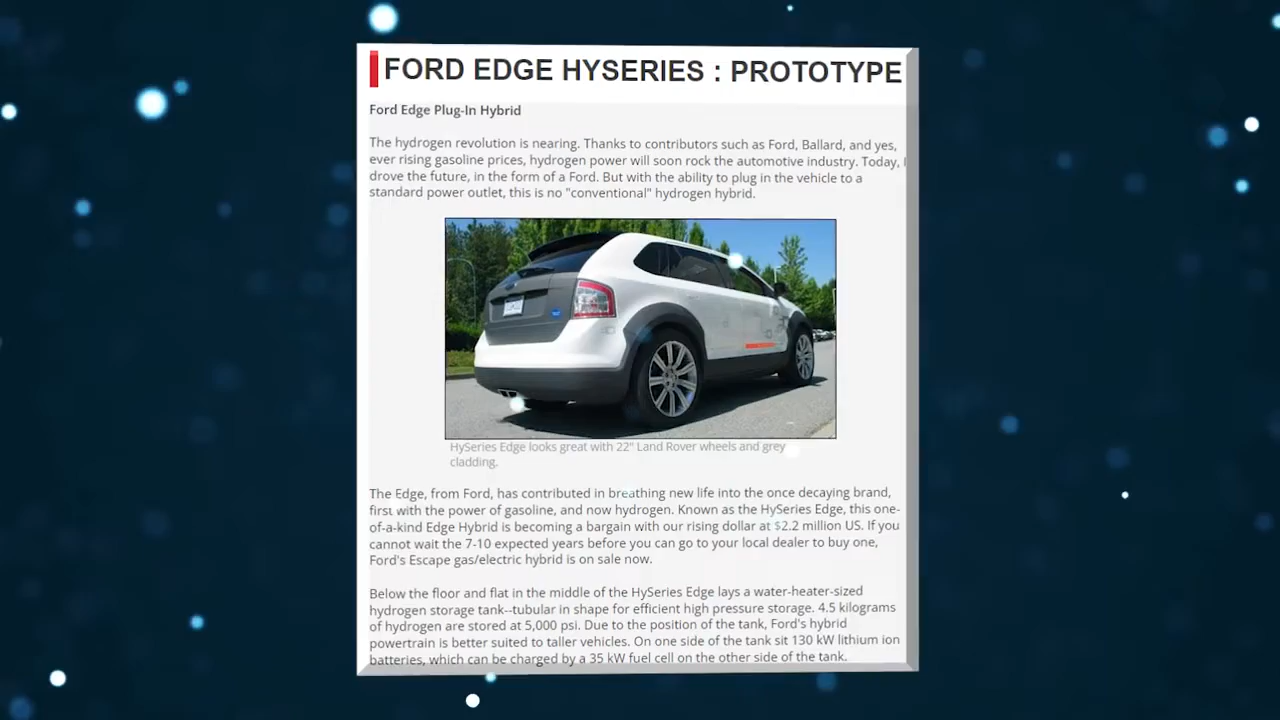 FORD EDGE HYSERIES : PROTOTYPE
Ford Edge Plug-In Hybrid
The hydrogen revolution is nearing. Thanks to contributors such as Ford, Ballard, and yes,
ever rising gasoline prices, hydrogen power will soon rock the automotive industry. Today, I
drove the future, in the form of a Ford. But with the ability to plug in the vehicle to a
standard power outlet, this is no "conventional" hydrogen hybrid.
HySeries Edge looks great with 22" Land Rover wheels and grey
cladding.
The Edge, from Ford, has contributed in breathing new life into the once decaying brand,
first with the power of gasoline, and now hydrogen. Known as the HySeries Edge, this one-
of-a-kind Edge Hybrid is becoming a bargain with our rising dollar at $2.2 million US. If you
cannot wait the 7-10 expected years before you can go to your local dealer to buy one,
Ford's Escape gas/electric hybrid is on sale now.
Below the floor and flat in the middle of the HySeries Edge lays a water-heater-sized
hydrogen storage tank--tubular in shape for efficient high pressure storage. 4.5 kilograms
of hydrogen are stored at 5,000 psi. Due to the position of the tank, Ford's hybrid
powertrain is better suited to taller vehicles. On one side of the tank sit 130 kW lithium ion
batteries, which can be charged by a 35 kW fuel cell on the other side of the tank.